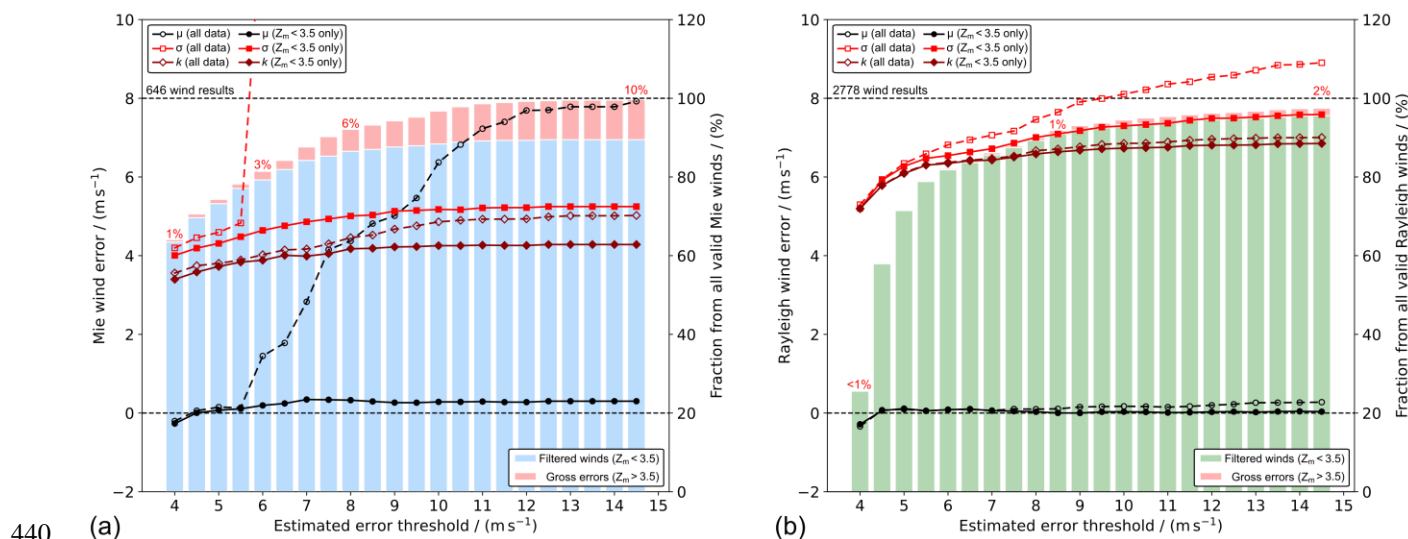 μ (all data)
σ (all data)
k (all data)
μ (Zm < 3.5 only)
σ (Zm < 3.5 only)
k (Zm < 3.5 only)
646 wind results
1%
3%
6%
10%
10
8
6
4
2
0
−2
Mie wind error / (m s⁻¹)
120
100
80
60
40
20
0
Fraction from all valid Mie winds / (%)
Filtered winds (Zm < 3.5)
Gross errors (Zm > 3.5)
4 5 6 7 8 9 10 11 12 13 14 15
Estimated error threshold / (m s⁻¹)
440
(a)
μ (all data)
σ (all data)
k (all data)
μ (Zm < 3.5 only)
σ (Zm < 3.5 only)
k (Zm < 3.5 only)
2778 wind results
<1%
1%
2%
10
8
6
4
2
0
−2
Rayleigh wind error / (m s⁻¹)
120
100
80
60
40
20
0
Fraction from all valid Rayleigh winds / (%)
Filtered winds (Zm < 3.5)
Gross errors (Zm > 3.5)
4 5 6 7 8 9 10 11 12 13 14 15
Estimated error threshold / (m s⁻¹)
(b)